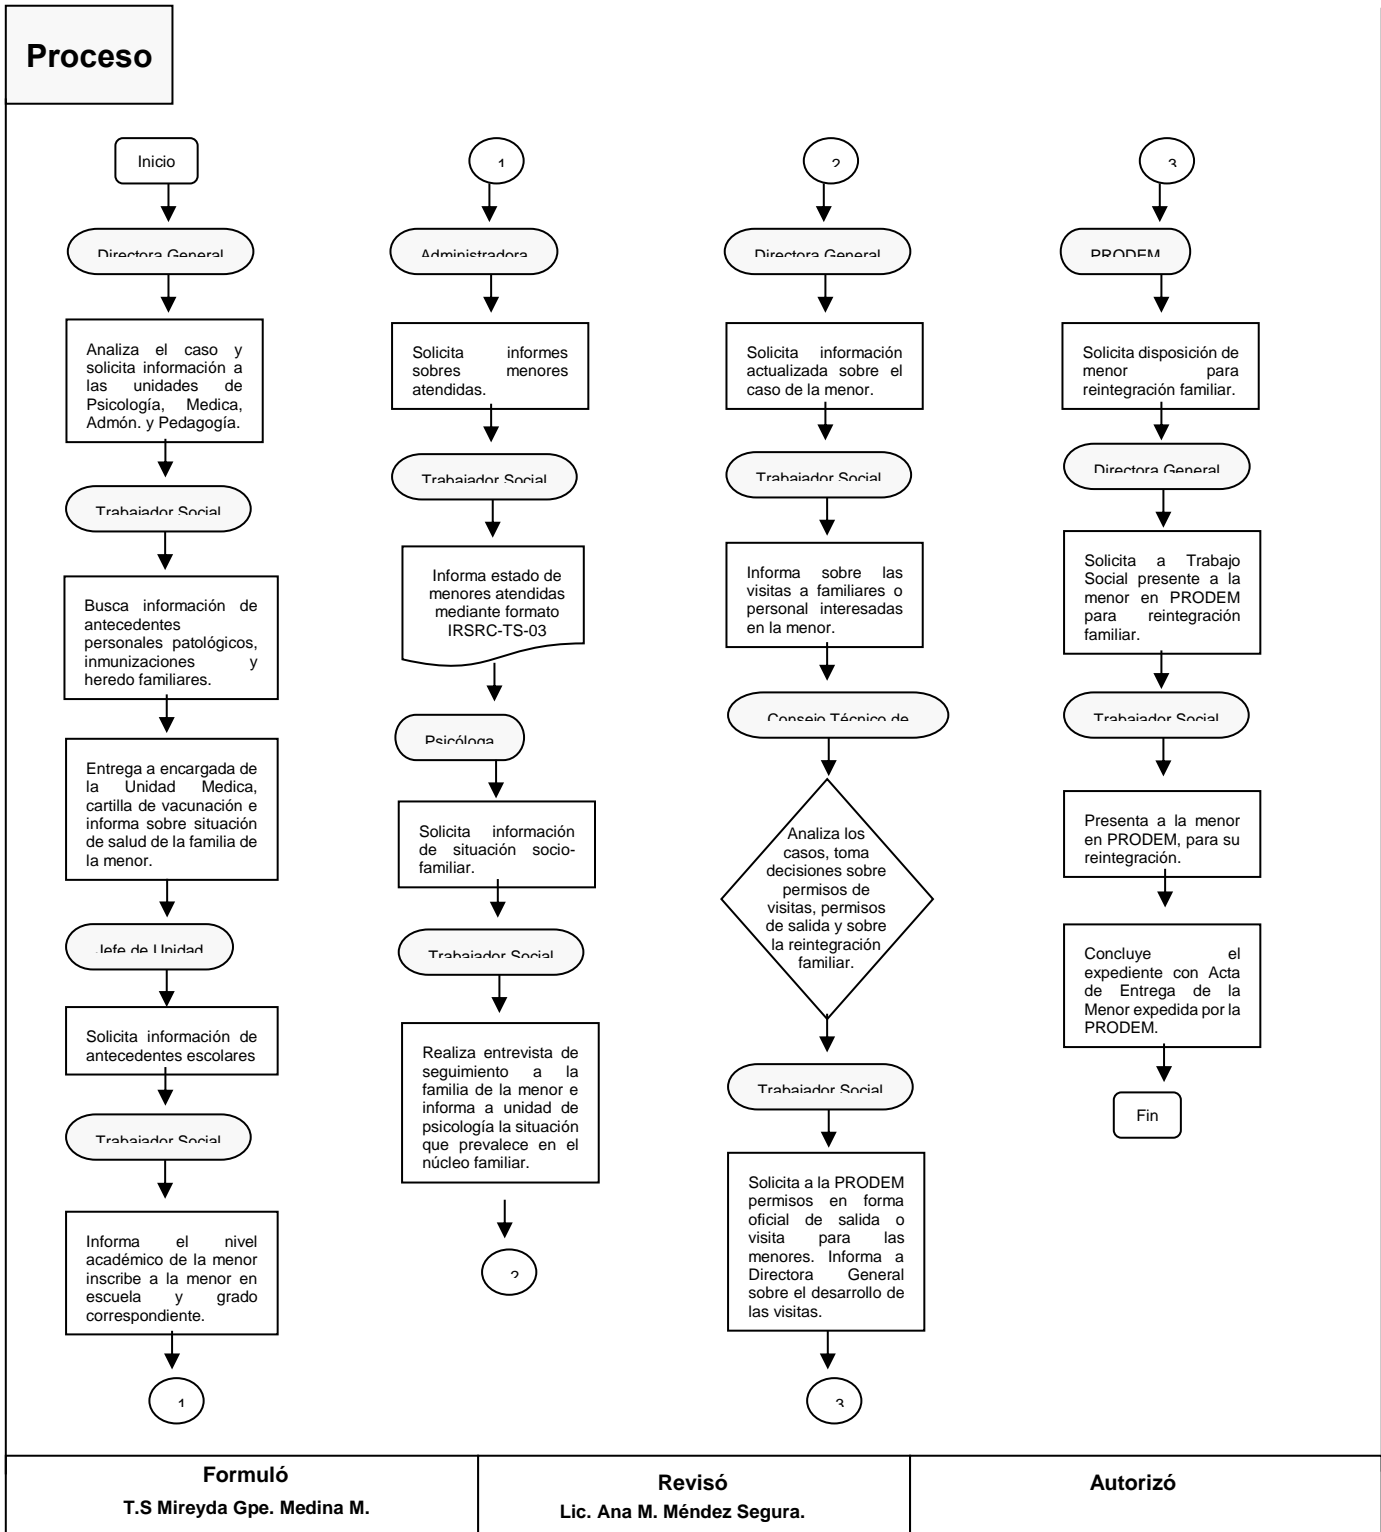 Proceso
Inicio
Directora General
Analiza el caso y
solicita información a
las unidades de
Psicología, Medica,
Admón. y Pedagogía.
Trabajador Social
Busca información de
antecedentes
personales patológicos,
inmunizaciones y
heredo familiares.
Entrega a encargada de
la Unidad Medica,
cartilla de vacunación e
informa sobre situación
de salud de la familia de
la menor.
Jefe de Unidad
Solicita información de
antecedentes escolares
Trabajador Social
Informa el nivel
académico de la menor
inscribe a la menor en
escuela y grado
correspondiente.
1
1
Administradora
Solicita informes
sobres menores
atendidas.
Trabajador Social
Informa estado de
menores atendidas
mediante formato
IRSRC-TS-03
Psicóloga
Solicita información
de situación socio-
familiar.
Trabajador Social
Realiza entrevista de
seguimiento a la
familia de la menor e
informa a unidad de
psicología la situación
que prevalece en el
núcleo familiar.
2
2
Directora General
Solicita información
actualizada sobre el
caso de la menor.
Trabajador Social
Informa sobre las
visitas a familiares o
personal interesadas
en la menor.
Consejo Técnico de
Analiza los
casos, toma
decisiones sobre
permisos de
visitas, permisos
de salida y sobre
la reintegración
familiar.
Trabajador Social
Solicita a la PRODEM
permisos en forma
oficial de salida o
visita para las
menores. Informa a
Directora General
sobre el desarrollo de
las visitas.
3
3
PRODEM
Solicita disposición de
menor para
reintegración familiar.
Directora General
Solicita a Trabajo
Social presente a la
menor en PRODEM
para reintegración
familiar.
Trabajador Social
Presenta a la menor
en PRODEM, para su
reintegración.
Concluye el
expediente con Acta
de Entrega de la
Menor expedida por la
PRODEM.
Fin
Formuló
T.S Mireyda Gpe. Medina M.
Revisó
Lic. Ana M. Méndez Segura.
Autorizó